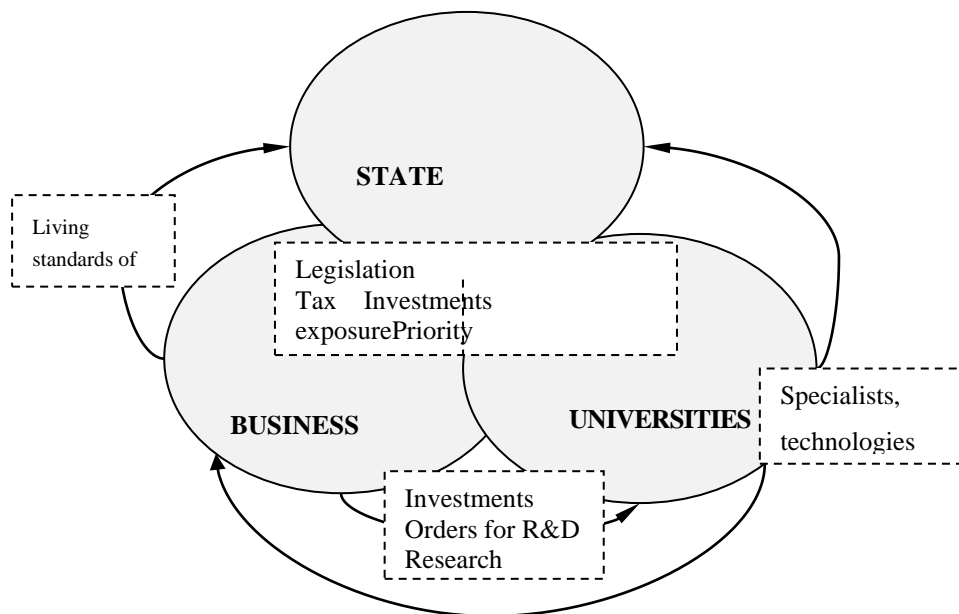 STATE
Living
standards of
Legislation
Tax Investments
exposurePriority
BUSINESS
UNIVERSITIES
Specialists,
technologies
Investments
Orders for R&D
Research